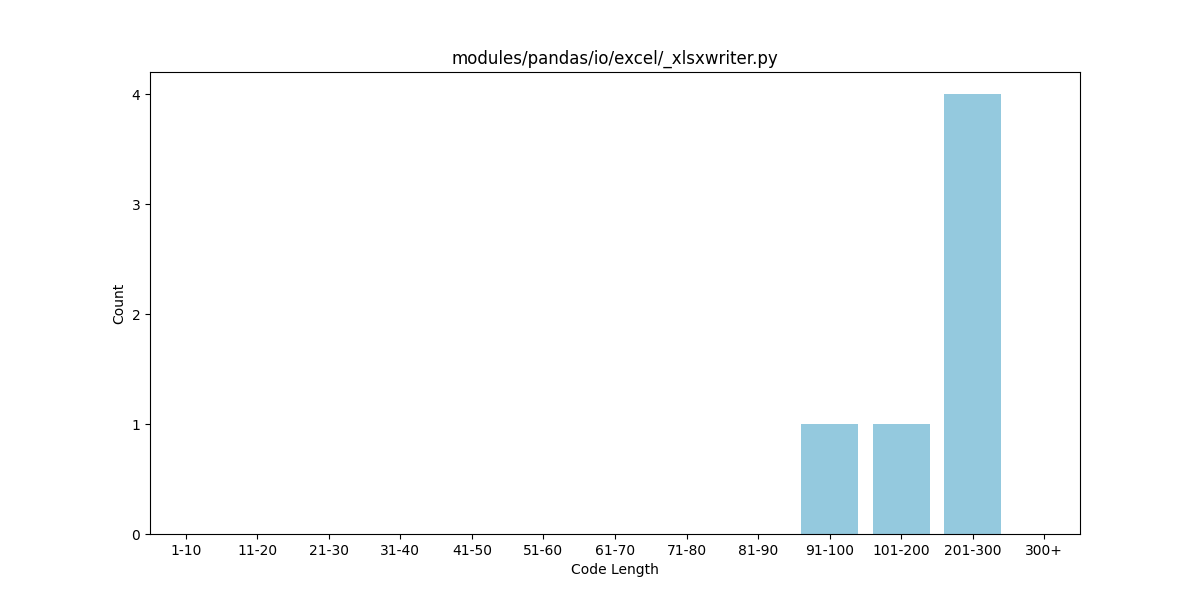 modules/pandas/io/excel/_xlsxwriter.py
4
3
2
1
0
Count
1-10 11-20 21-30 31-40 41-50 51-60 61-70 71-80 81-90 91-100 101-200 201-300 300+
Code Length